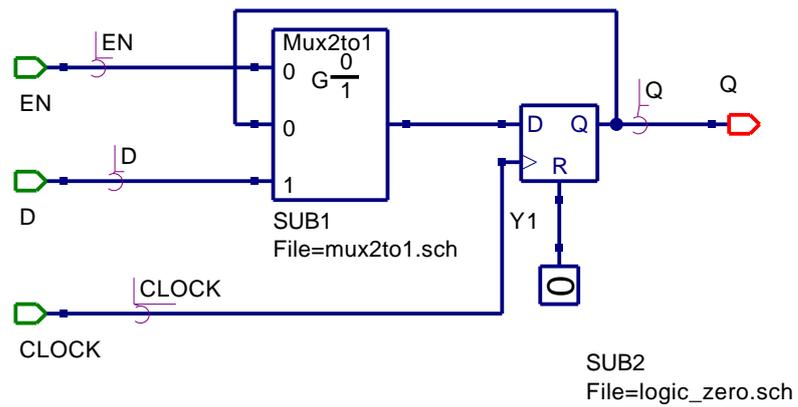 Mux2to1
EN
0
G 0
1
Q
Q
EN
0
D Q
D
1
R
D
SUB1
Y1
File=mux2to1.sch
CLOCK
0
CLOCK
SUB2
File=logic_zero.sch